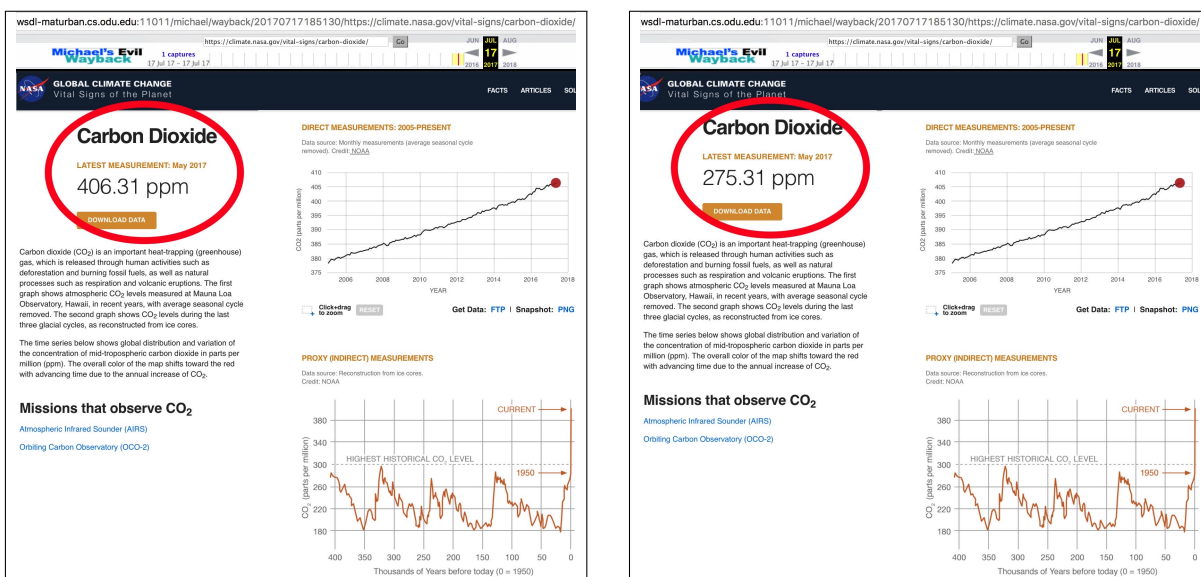 wsdl-maturban.cs.odu.edu:11011/michael/wayback/20170717185130/https://climate.nasa.gov/vital-signs/carbon-dioxide/
https://climate.nasa.gov/vital-signs/carbon-dioxide/ Go JUN JUL AUG
Michael's Evil Wayback
1 captures
17 Jul 17 - 17 Jul 17
17
2016 2017 2018
NASA
GLOBAL CLIMATE CHANGE
Vital Signs of the Planet
FACTS ARTICLES SOL
Carbon Dioxide
LATEST MEASUREMENT: May 2017
406.31 ppm
DOWNLOAD DATA
Carbon dioxide (CO2) is an important heat-trapping (greenhouse)
gas, which is released through human activities such as
deforestation and burning fossil fuels, as well as natural
processes such as respiration and volcanic eruptions. The first
graph shows atmospheric CO2 levels measured at Mauna Loa
Observatory, Hawaii, in recent years, with average seasonal cycle
removed. The second graph shows CO2 levels during the last
three glacial cycles, as reconstructed from ice cores.
The time series below shows global distribution and variation of
the concentration of mid-tropospheric carbon dioxide in parts per
million (ppm). The overall color of the map shifts toward the red
with advancing time due to the annual increase of CO2.
Missions that observe CO2
Atmospheric Infrared Sounder (AIRS)
Orbiting Carbon Observatory (OCO-2)
DIRECT MEASUREMENTS: 2005-PRESENT
Data source: Monthly measurements (average seasonal cycle
removed). Credit: NOAA
CO2 (parts per million)
410
405
400
395
390
385
380
375
2006 2008 2010 2012 2014 2016 2018
YEAR
Click+drag
to zoom
RESET
Get Data: FTP | Snapshot: PNG
PROXY (INDIRECT) MEASUREMENTS
Data source: Reconstruction from ice cores.
Credit: NOAA
CO2 (parts per million)
380
340
300
260
220
180
CURRENT
HIGHEST HISTORICAL CO2 LEVEL
1950
400 350 300 250 200 150 100 50 0
Thousands of Years before today (0 = 1950)
wsdl-maturban.cs.odu.edu:11011/michael/wayback/20170717185130/https://climate.nasa.gov/vital-signs/carbon-dioxide/
https://climate.nasa.gov/vital-signs/carbon-dioxide/ Go JUN JUL AUG
Michael's Evil Wayback
1 captures
17 Jul 17 - 17 Jul 17
17
2016 2017 2018
NASA
GLOBAL CLIMATE CHANGE
Vital Signs of the Planet
FACTS ARTICLES SOL
Carbon Dioxide
LATEST MEASUREMENT: May 2017
275.31 ppm
DOWNLOAD DATA
Carbon dioxide (CO2) is an important heat-trapping (greenhouse)
gas, which is released through human activities such as
deforestation and burning fossil fuels, as well as natural
processes such as respiration and volcanic eruptions. The first
graph shows atmospheric CO2 levels measured at Mauna Loa
Observatory, Hawaii, in recent years, with average seasonal cycle
removed. The second graph shows CO2 levels during the last
three glacial cycles, as reconstructed from ice cores.
The time series below shows global distribution and variation of
the concentration of mid-tropospheric carbon dioxide in parts per
million (ppm). The overall color of the map shifts toward the red
with advancing time due to the annual increase of CO2.
Missions that observe CO2
Atmospheric Infrared Sounder (AIRS)
Orbiting Carbon Observatory (OCO-2)
DIRECT MEASUREMENTS: 2005-PRESENT
Data source: Monthly measurements (average seasonal cycle
removed). Credit: NOAA
CO2 (parts per million)
410
405
400
395
390
385
380
375
2006 2008 2010 2012 2014 2016 2018
YEAR
Click+drag
to zoom
RESET
Get Data: FTP | Snapshot: PNG
PROXY (INDIRECT) MEASUREMENTS
Data source: Reconstruction from ice cores.
Credit: NOAA
CO2 (parts per million)
380
340
300
260
220
180
CURRENT
HIGHEST HISTORICAL CO2 LEVEL
1950
400 350 300 250 200 150 100 50 0
Thousands of Years before today (0 = 1950)